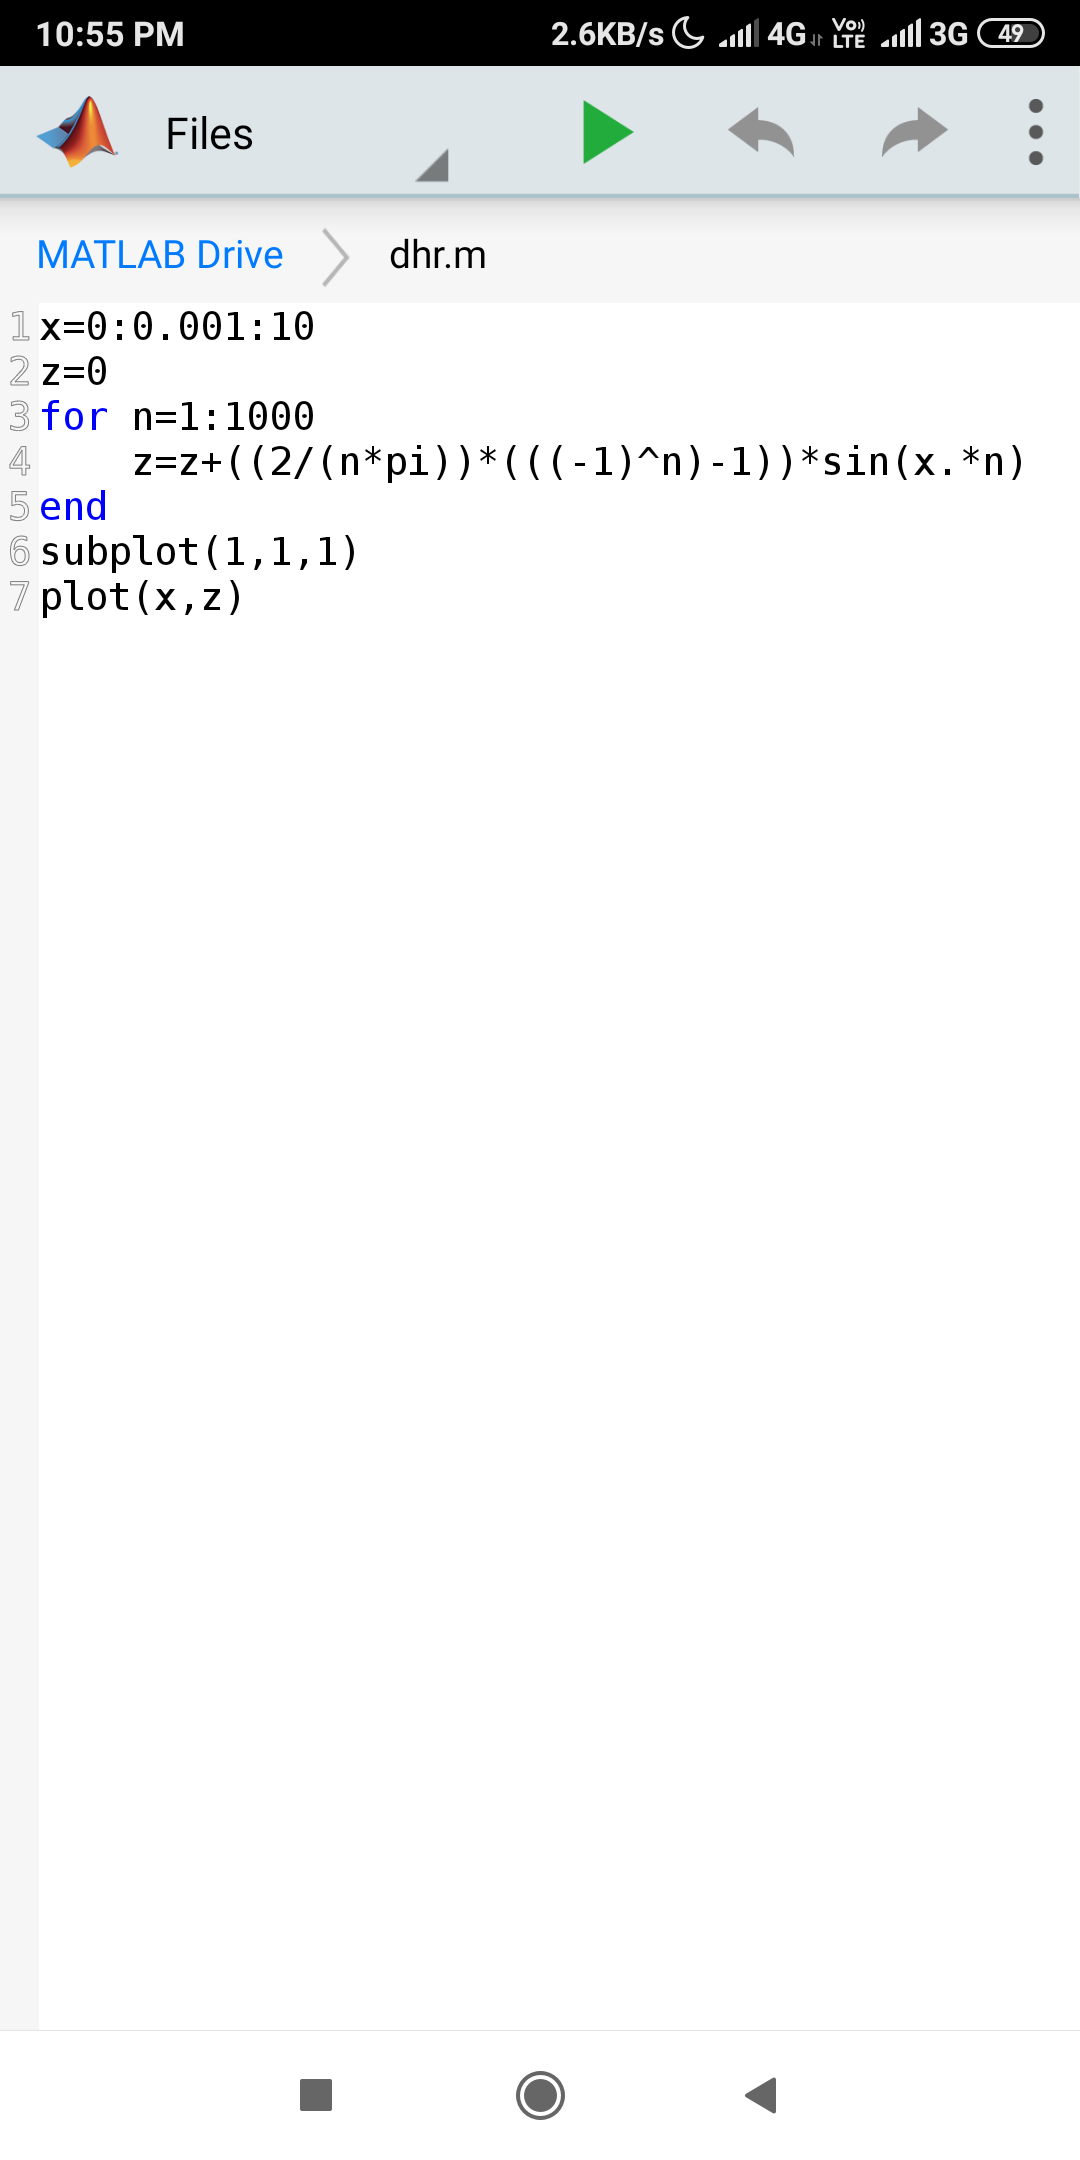 10:55 PM 2.6KB/s 4G VoLTE 3G 49
Files
MATLAB Drive dhr.m
1 x=0:0.001:10
2 z=0
3 for n=1:1000
4     z=z+((2/(n*pi))*(((-1)^n)-1))*sin(x.*n)
5 end
6 subplot(1,1,1)
7 plot(x,z)